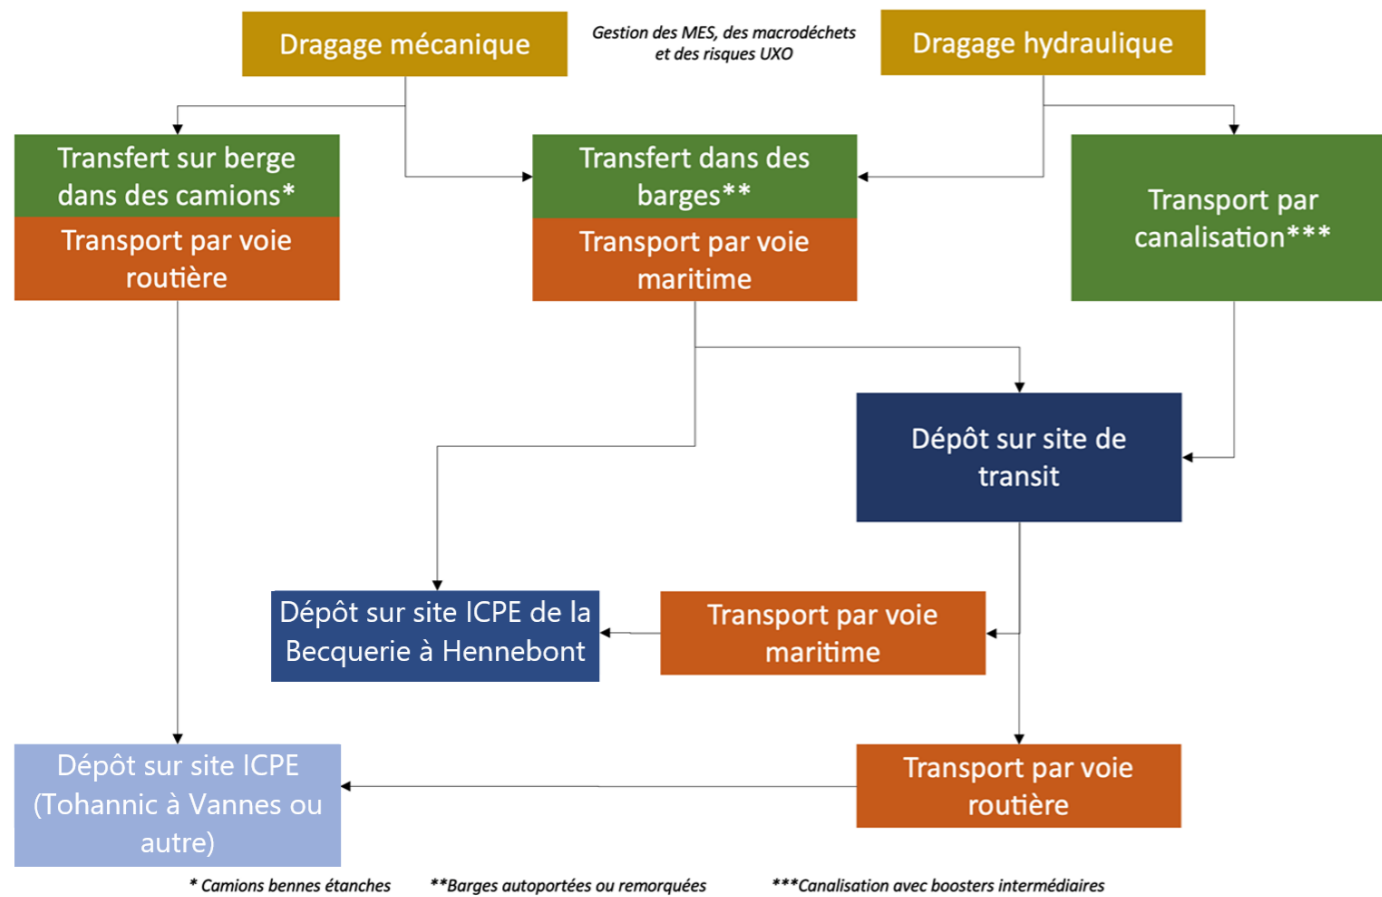 Dragage mécanique
Gestion des MES, des macrodéchets
et des risques UXO
Dragage hydraulique
Transfert sur berge
dans des camions*
Transport par voie
routière
Transfert dans des
barges**
Transport par voie
maritime
Transport par
canalisation***
Dépôt sur site de
transit
Dépôt sur site ICPE de la
Becquerie à Hennebont
Transport par voie
maritime
Dépôt sur site ICPE
(Tohannic à Vannes ou
autre)
Transport par voie
routière
* Camions bennes étanches
**Barges autoportées ou remorquées
***Canalisation avec boosters intermédiaires